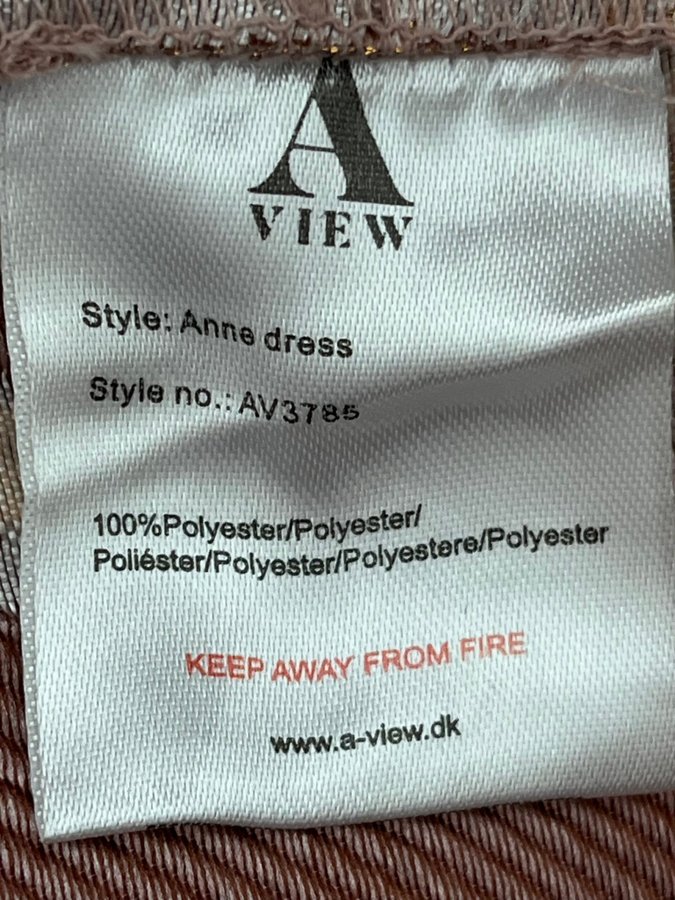 A
VIEW
Style: Anne dress
Style no.: AV3785
100%Polyester/Polyester/
Poliéster/Polyester/Polyestere/Polyester
KEEP AWAY FROM FIRE
www.a-view.dk